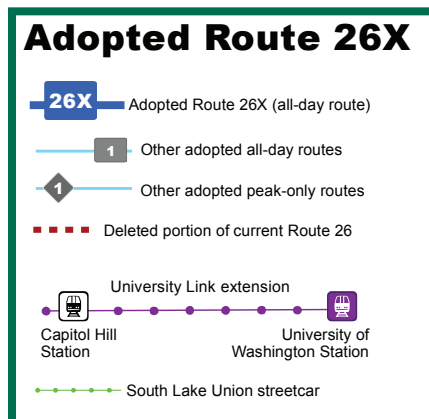 Adopted Route 26X
26X Adopted Route 26X (all-day route)
1 Other adopted all-day routes
1 Other adopted peak-only routes
Deleted portion of current Route 26
University Link extension
Capitol Hill
Station
University of
Washington Station
South Lake Union streetcar